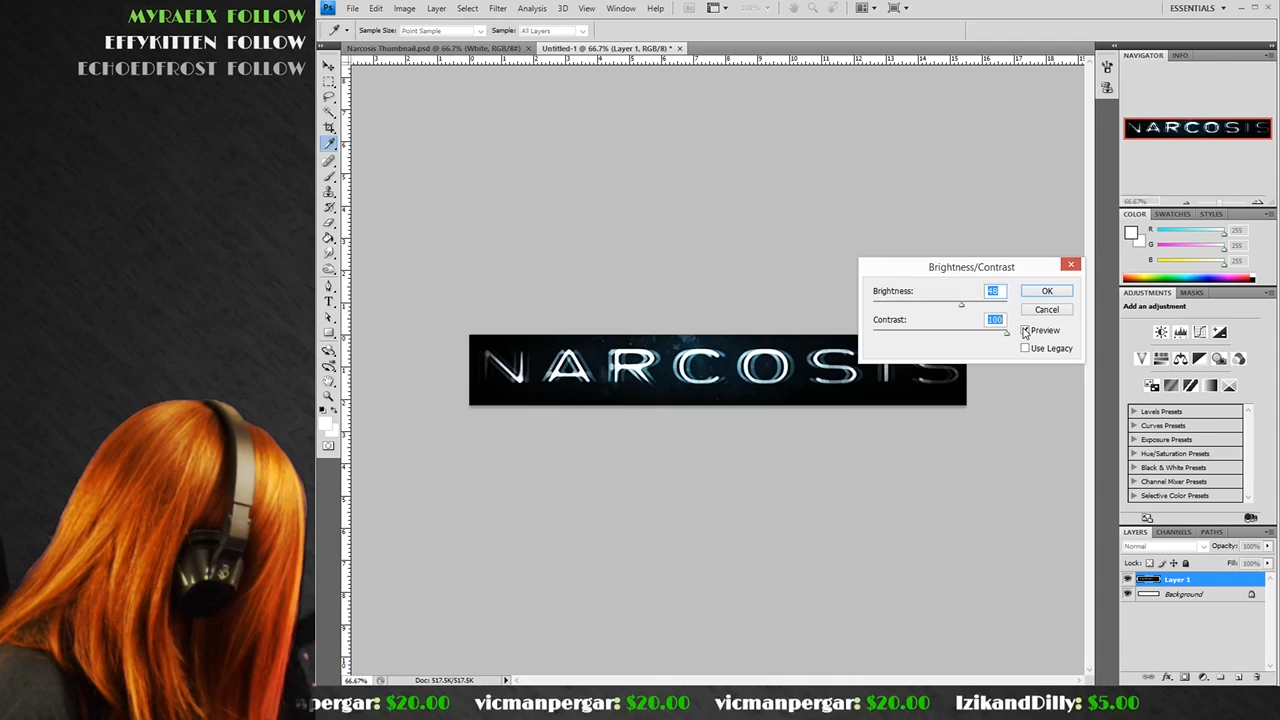 MYRAELX FOLLOW
EFFYKITTEN FOLLOW
ECHOEDFROST FOLLOW
Ps File Edit Image Layer Select Filter Analysis 3D View Window Help
ESSENTIALS
Sample Size: Point Sample Sample: All Layers
Narcosis Thumbnail.psd @ 66.7% (White, RGB/8#) × Untitled-1 @ 66.7% (Layer 1, RGB/8) * ×
NAVIGATOR INFO
NARCOSIS
66.67%
COLOR SWATCHES STYLES
R 255
G 255
B 255
Brightness/Contrast
Brightness: 48
OK
Contrast: 100
Cancel
Preview
Use Legacy
NARCOSIS
ADJUSTMENTS MASKS
Add an adjustment
Levels Presets
Curves Presets
Exposure Presets
Hue/Saturation Presets
Black & White Presets
Channel Mixer Presets
Selective Color Presets
LAYERS CHANNELS PATHS
Normal Opacity: 100%
Lock: Fill: 100%
Layer 1
Background
66.67% Doc: 517.5K/517.5K
pergar: $20.00 vicmanpergar: $20.00 vicmanpergar: $20.00 IzikandDilly: $5.00